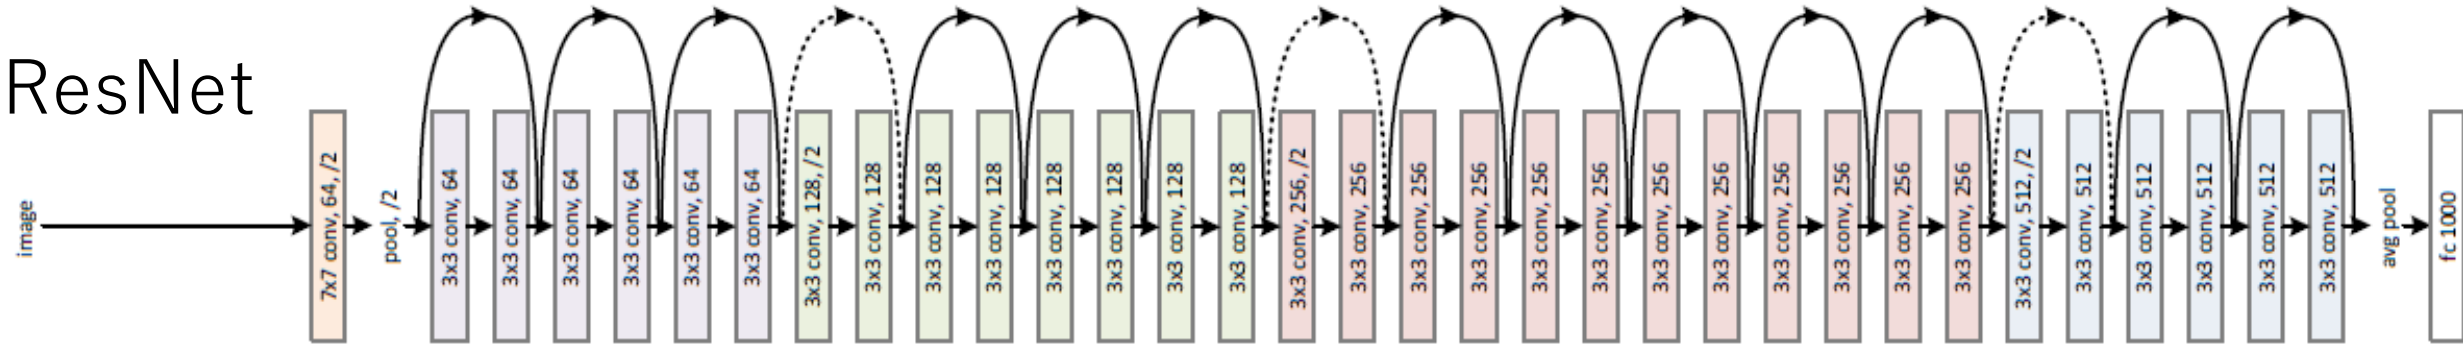 ResNet
image
7x7 conv, 64, /2
pool, /2
3x3 conv, 64
3x3 conv, 64
3x3 conv, 64
3x3 conv, 64
3x3 conv, 64
3x3 conv, 64
3x3 conv, 128, /2
3x3 conv, 128
3x3 conv, 128
3x3 conv, 128
3x3 conv, 128
3x3 conv, 128
3x3 conv, 128
3x3 conv, 128
3x3 conv, 256, /2
3x3 conv, 256
3x3 conv, 256
3x3 conv, 256
3x3 conv, 256
3x3 conv, 256
3x3 conv, 256
3x3 conv, 256
3x3 conv, 256
3x3 conv, 256
3x3 conv, 256
3x3 conv, 256
3x3 conv, 512, /2
3x3 conv, 512
3x3 conv, 512
3x3 conv, 512
3x3 conv, 512
3x3 conv, 512
avg pool
fc 1000